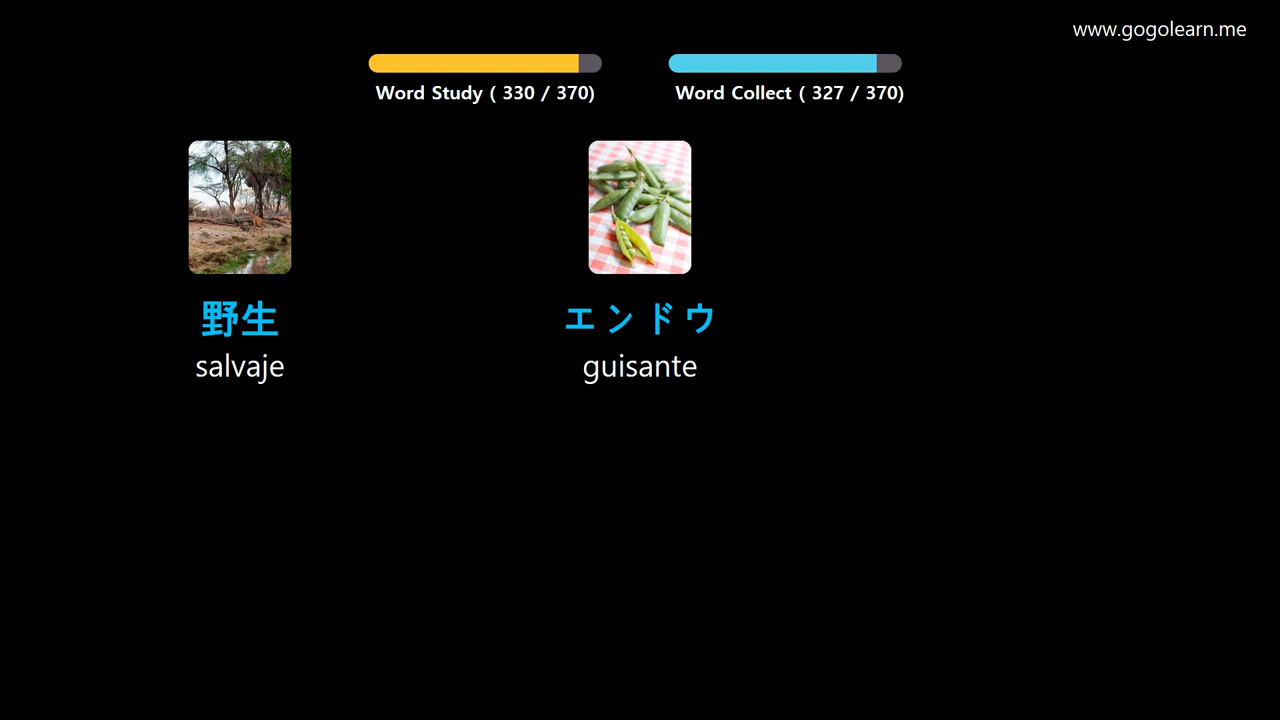 www.gogolearn.me
Word Study ( 330 / 370)
Word Collect ( 327 / 370)
野生
salvaje
エンドウ
guisante